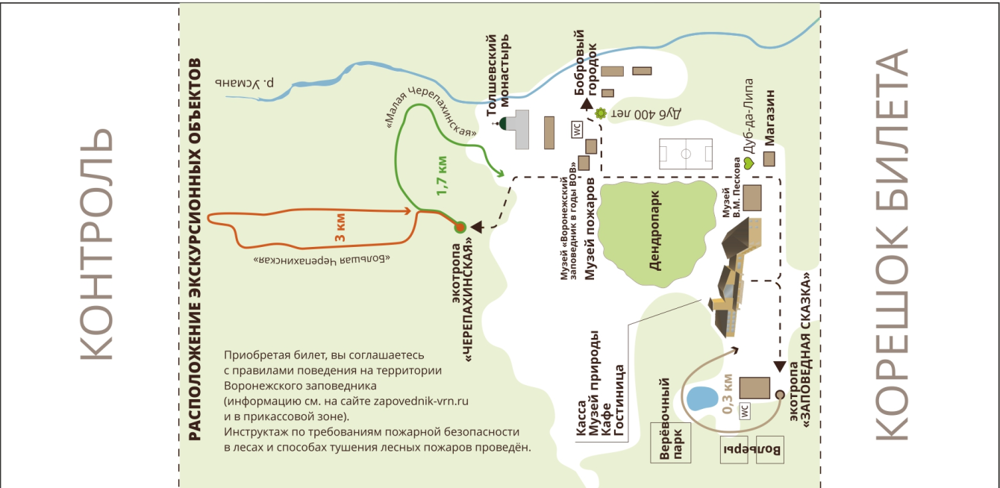 КОНТРОЛЬ
РАСПОЛОЖЕНИЕ ЭКСКУРСИОННЫХ ОБЪЕКТОВ
р. Усмань
«Малая Черепахинская»
1,7 км
3 км
«Большая Черепахинская»
экотропа
«ЧЕРЕПАХИНСКАЯ»
Толшевский
монастырь
Бобровый
городок
WC
Дуб 400 лет
Дуб-да-Липа
Магазин
Музей «Воронежский
заповедник в годы ВОВ»
Музей пожаров
Дендропарк
Музей
В.М. Пескова
Приобретая билет, вы соглашаетесь
с правилами поведения на территории
Воронежского заповедника
(информацию см. на сайте zapovednik-vrn.ru
и в прикассовой зоне).
Инструктаж по требованиям пожарной безопасности
в лесах и способах тушения лесных пожаров проведён.
Касса
Музей природы
Кафе
Гостиница
Верёвочный
парк
0,3 км
WC
Вольеры
экотропа
«ЗАПОВЕДНАЯ СКАЗКА»
КОРЕШОК БИЛЕТА